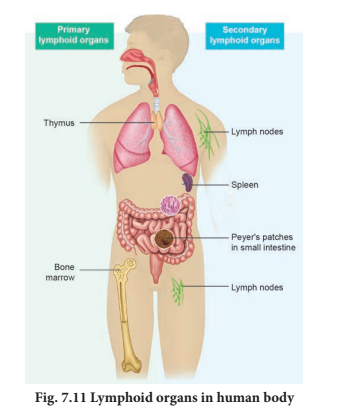 Primary
lymphoid organs
Secondary
lymphoid organs
Thymus
Lymph nodes
Spleen
Peyer's patches
in small intestine
Bone
marrow
Lymph nodes
Fig. 7.11 Lymphoid organs in human body